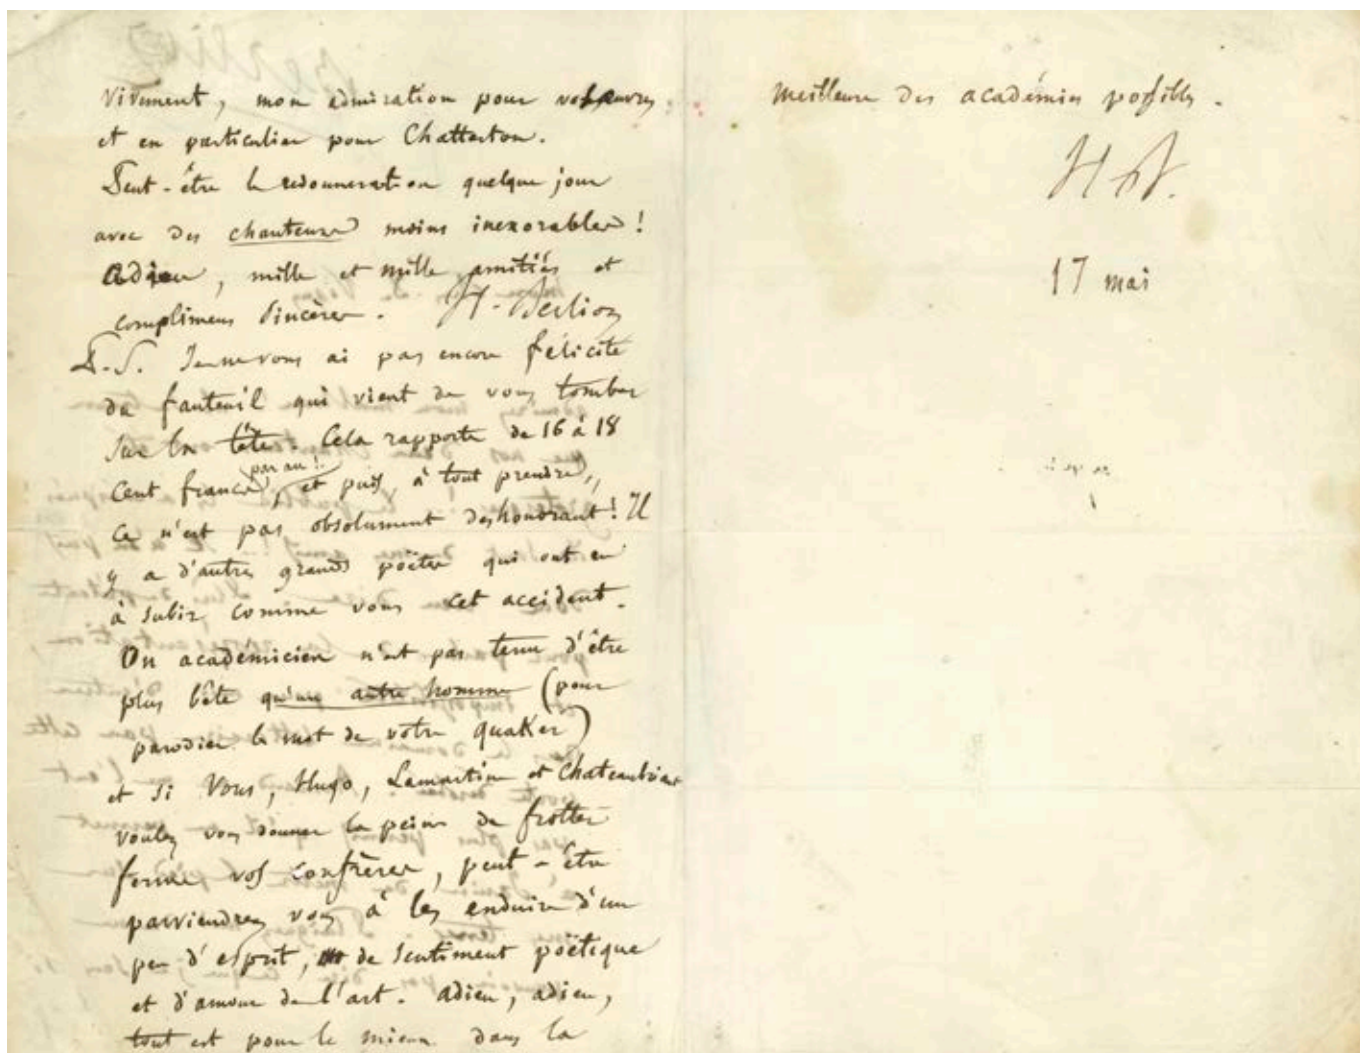 Berlioz
vivement, mon admiration pour vos œuvres
et en particulier pour Chatterton.
Peut-être le redonneration quelque jour
avec des chanteurs moins inexorables !
adieu, mille et mille amitiés et
complimens sincères. H. Berlioz
P.S. Je ne vous ai pas encore félicité
du fauteuil qui vient de vous tomber
sur la tête. Cela rapporte de 16 à 18
cent francs par an !, et puis, à tout prendre,
ce n'est pas absolument deshonorant ! Il
y a d'autres grands poëtes qui ont eu
à subir comme vous cet accident.
Un académicien n'est pas tenu d'être
plus bête qu'un autre homme (pour
parodier le mot de votre quaker)
et si Vous, Hugo, Lamartine et Chateaubriand
voulez vous donner la peine de frotter
ferme vos confrères, peut-être
parviendrez vous à les enduire d'un
peu d'esprit, de sentiment poëtique
et d'amour de l'art. adieu, adieu,
tout est pour le mieux dans la
meilleure des académies possibles.
H B.
17 mai